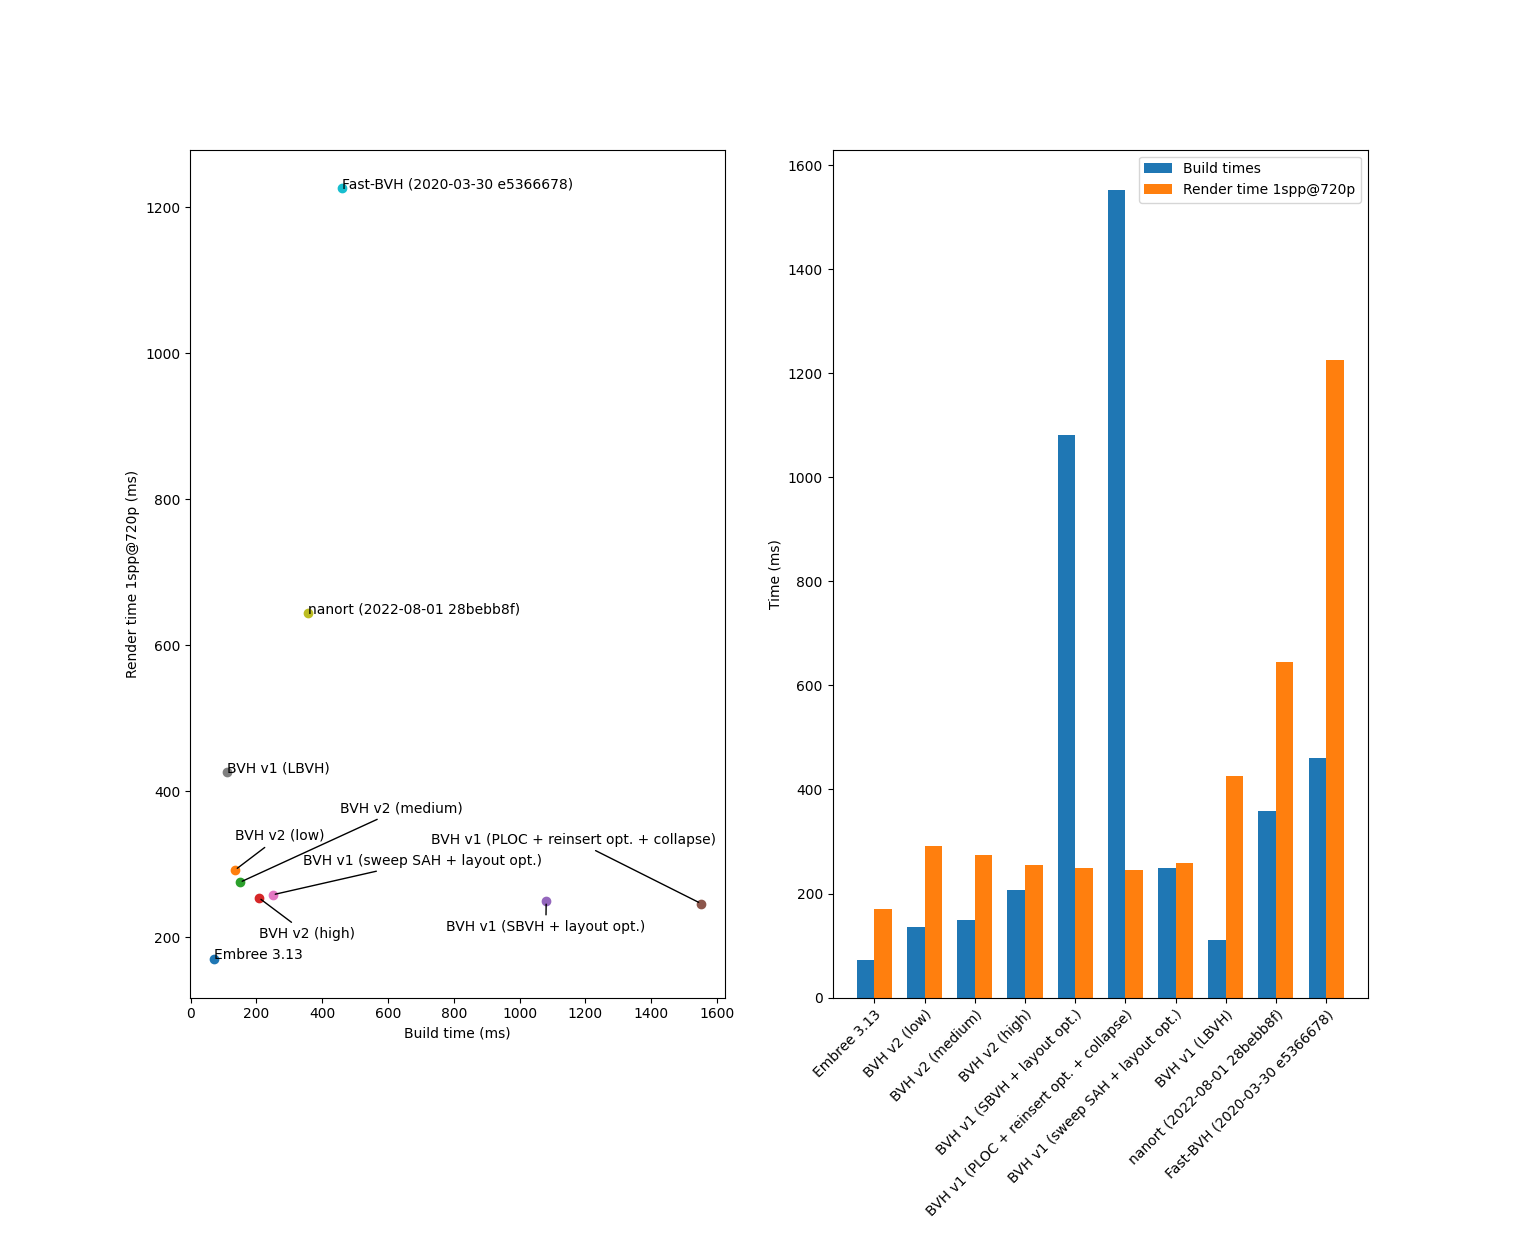 Render time 1spp@720p (ms)
1200
1000
800
600
400
200
Fast-BVH (2020-03-30 e5366678)
nanort (2022-08-01 28bebb8f)
BVH v1 (LBVH)
BVH v2 (medium)
BVH v2 (low)
BVH v1 (PLOC + reinsert opt. + collapse)
BVH v1 (sweep SAH + layout opt.)
BVH v1 (SBVH + layout opt.)
BVH v2 (high)
Embree 3.13
0 200 400 600 800 1000 1200 1400 1600
Build time (ms)
Time (ms)
1600
1400
1200
1000
800
600
400
200
0
Build times
Render time 1spp@720p
Embree 3.13
BVH v2 (low)
BVH v2 (medium)
BVH v2 (high)
BVH v1 (SBVH + layout opt.)
BVH v1 (PLOC + reinsert opt. + collapse)
BVH v1 (sweep SAH + layout opt.)
BVH v1 (LBVH)
nanort (2022-08-01 28bebb8f)
Fast-BVH (2020-03-30 e5366678)